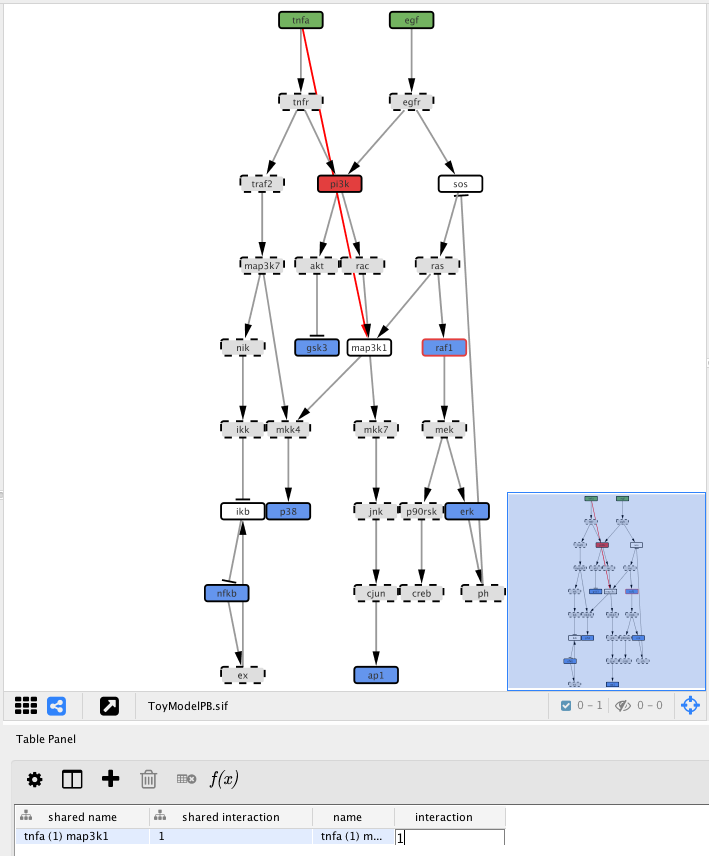 tnfa egf
tnfr egfr
traf2 pi3k sos
map3k7 akt rac ras
nik gsk3 map3k1 raf1
ikk mkk4 mkk7 mek
ikb p38 jnk p90rsk erk
nfkb cjun creb ph
ex ap1
ToyModelPB.sif 0 – 1 0 – 0
Table Panel
f(x)
shared name shared interaction name interaction
tnfa (1) map3k1 1 tnfa (1) m... 1